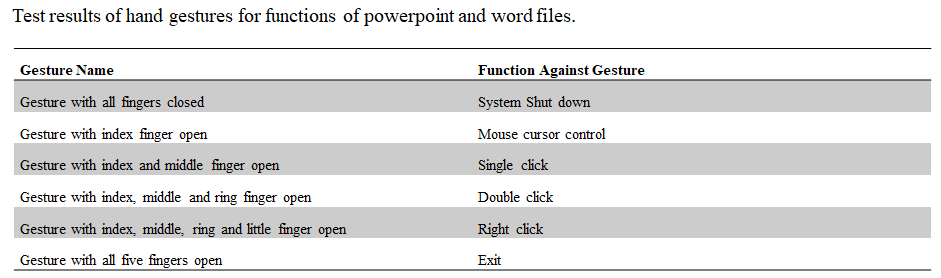 Test results of hand gestures for functions of powerpoint and word files.
Gesture Name Function Against Gesture
Gesture with all fingers closed System Shut down
Gesture with index finger open Mouse cursor control
Gesture with index and middle finger open Single click
Gesture with index, middle and ring finger open Double click
Gesture with index, middle, ring and little finger open Right click
Gesture with all five fingers open Exit